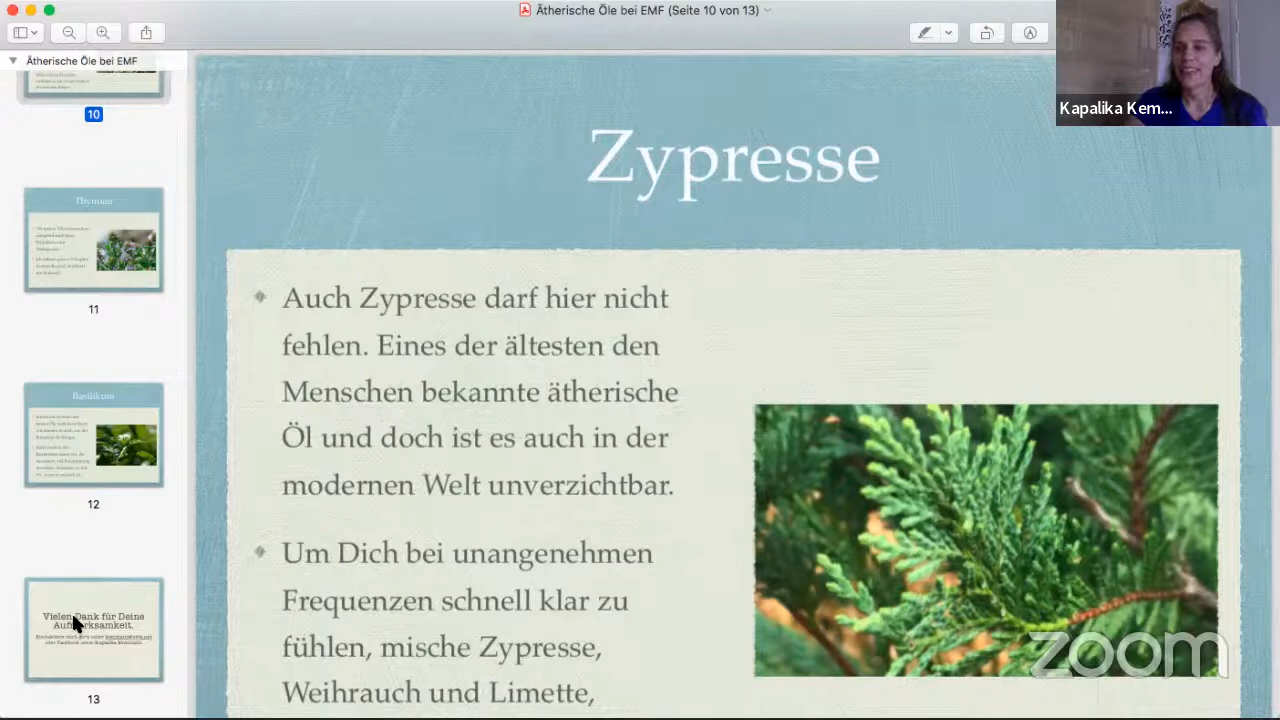 Ätherische Öle bei EMF (Seite 10 von 13)
Ätherische Öle bei EMF
10
Thymian
11
Basilikum
12
Vielen Dank für Deine
Aufmerksamkeit.
13
Zypresse
Auch Zypresse darf hier nicht
fehlen. Eines der ältesten den
Menschen bekannte ätherische
Öl und doch ist es auch in der
modernen Welt unverzichtbar.
Um Dich bei unangenehmen
Frequenzen schnell klar zu
fühlen, mische Zypresse,
Weihrauch und Limette,
Kapalika Kem...
zoom